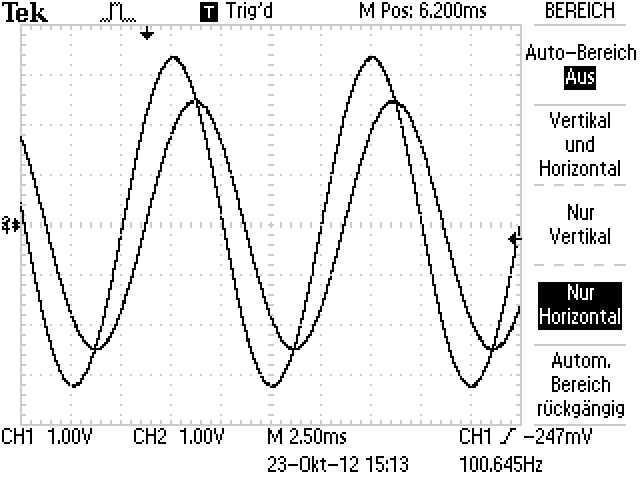 Tek T Trig'd M Pos: 6.200ms BEREICH
Auto-Bereich
Aus
Vertikal
und
Horizontal
Nur
Vertikal
Nur
Horizontal
Autom.
Bereich
rückgängig
CH1 1.00V CH2 1.00V M 2.50ms CH1 -247mV
23-Okt-12 15:13 100.645Hz